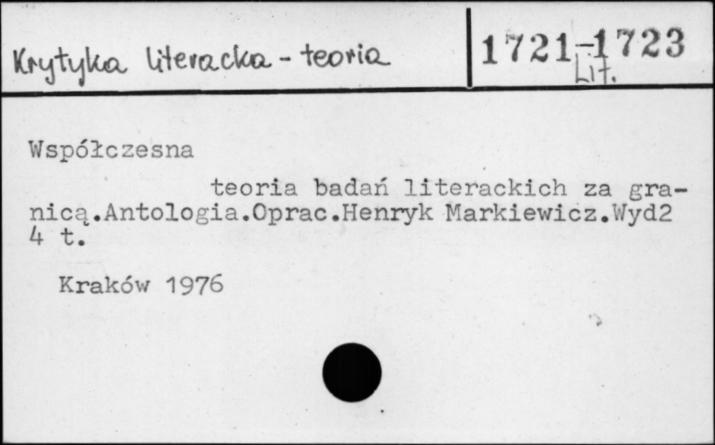 Krytyka literacka - teoria
1721-1723
Lit.
Współczesna
teoria badań literackich za gra-
nicą.Antologia.Oprac.Henryk Markiewicz.Wyd2
4 t.
Kraków 1976